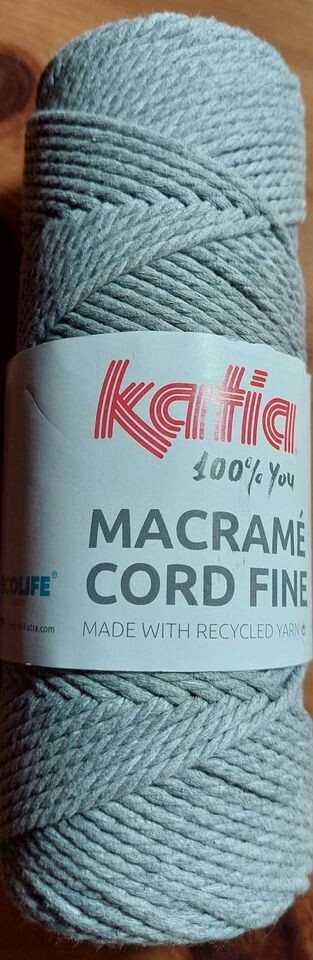 katia
100% You
MACRAMÉ
CORD FINE
MADE WITH RECYCLED YARN
ECOLIFE®
katia.com